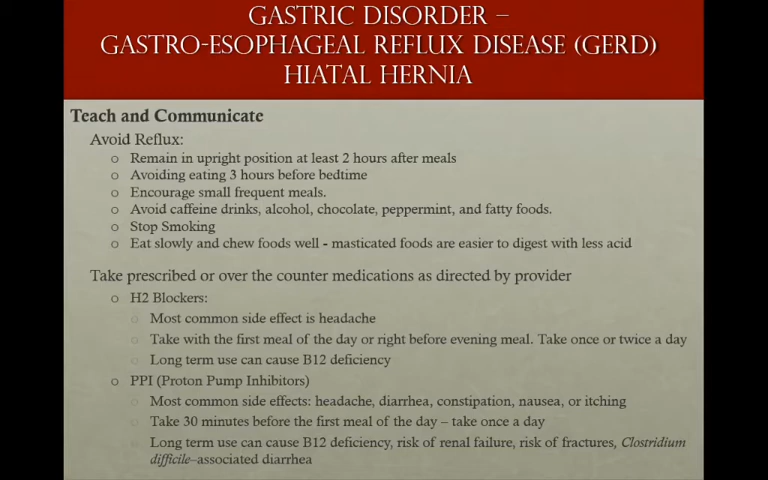 GASTRIC DISORDER –
GASTRO-ESOPHAGEAL REFLUX DISEASE (GERD)
HIATAL HERNIA
Teach and Communicate
Avoid Reflux:
o Remain in upright position at least 2 hours after meals
o Avoiding eating 3 hours before bedtime
o Encourage small frequent meals.
o Avoid caffeine drinks, alcohol, chocolate, peppermint, and fatty foods.
o Stop Smoking
o Eat slowly and chew foods well - masticated foods are easier to digest with less acid
Take prescribed or over the counter medications as directed by provider
o H2 Blockers:
o Most common side effect is headache
o Take with the first meal of the day or right before evening meal. Take once or twice a day
o Long term use can cause B12 deficiency
o PPI (Proton Pump Inhibitors)
o Most common side effects: headache, diarrhea, constipation, nausea, or itching
o Take 30 minutes before the first meal of the day – take once a day
o Long term use can cause B12 deficiency, risk of renal failure, risk of fractures, Clostridium
difficile–associated diarrhea